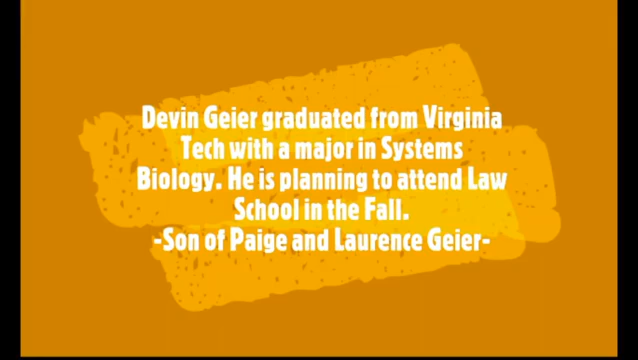 Devin Geier graduated from Virginia
Tech with a major in Systems
Biology. He is planning to attend Law
School in the Fall.
-Son of Paige and Laurence Geier-